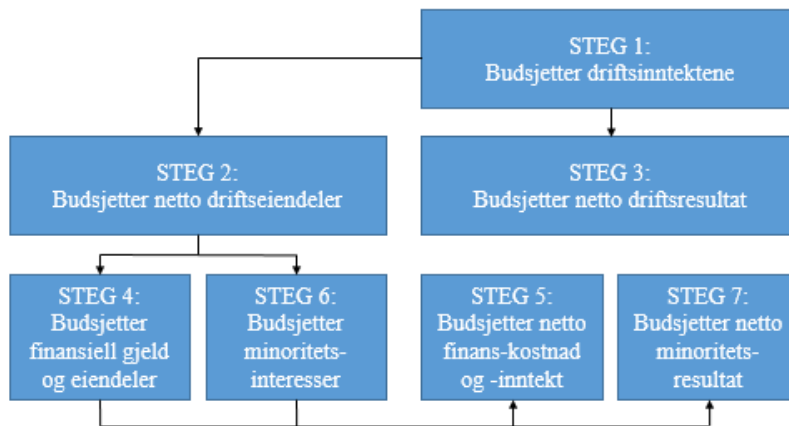 STEG 1:
Budsjetter driftsinntektene
STEG 2:
Budsjetter netto driftseiendeler
STEG 3:
Budsjetter netto driftsresultat
STEG 4:
Budsjetter
finansiell gjeld
og eiendeler
STEG 6:
Budsjetter
minoritets-
interesser
STEG 5:
Budsjetter netto
finans-kostnad
og -inntekt
STEG 7:
Budsjetter netto
minoritets-
resultat